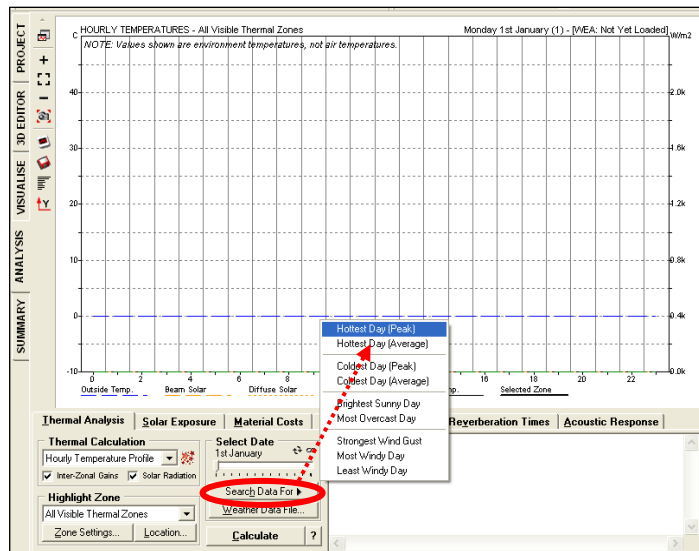 PROJECT
3D EDITOR
VISUALISE
ANALYSIS
SUMMARY
HOURLY TEMPERATURES - All Visible Thermal Zones
Monday 1st January (1) - [WEA: Not Yet Loaded]
C
W/m2
NOTE: Values shown are environment temperatures, not air temperatures.
40
2.0k
30
1.6k
20
1.2k
10
0.8k
0
0.4k
-10
0.0k
0 2 4 6 8 16 18 20 22
Outside Temp. Beam Solar Diffuse Solar Selected Zone
Hottest Day (Peak)
Hottest Day (Average)
Coldest Day (Peak)
Coldest Day (Average)
Brightest Sunny Day
Most Overcast Day
Strongest Wind Gust
Most Windy Day
Least Windy Day
Thermal Analysis Solar Exposure Material Costs Reverberation Times Acoustic Response
Thermal Calculation
Hourly Temperature Profile
Inter-Zonal Gains Solar Radiation
Highlight Zone
All Visible Thermal Zones
Zone Settings... Location...
Select Date
1st January
Search Data For
Weather Data File...
Calculate ?